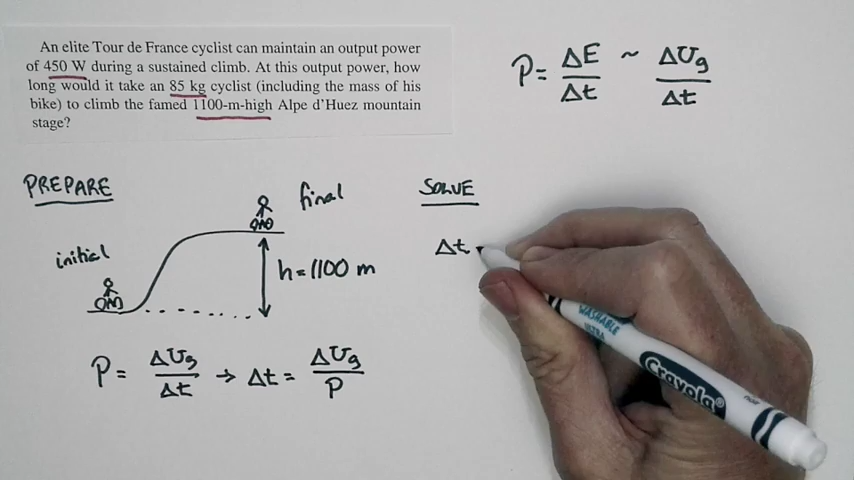 An elite Tour de France cyclist can maintain an output power
of 450 W during a sustained climb. At this output power, how
long would it take an 85 kg cyclist (including the mass of his
bike) to climb the famed 1100-m-high Alpe d'Huez mountain
stage?
P = ΔE / Δt ~ ΔUg / Δt
PREPARE
initial
final
h = 1100 m
P = ΔUg / Δt → Δt = ΔUg / P
SOLVE
Δt
WASHABLE
ULTRA
Crayola